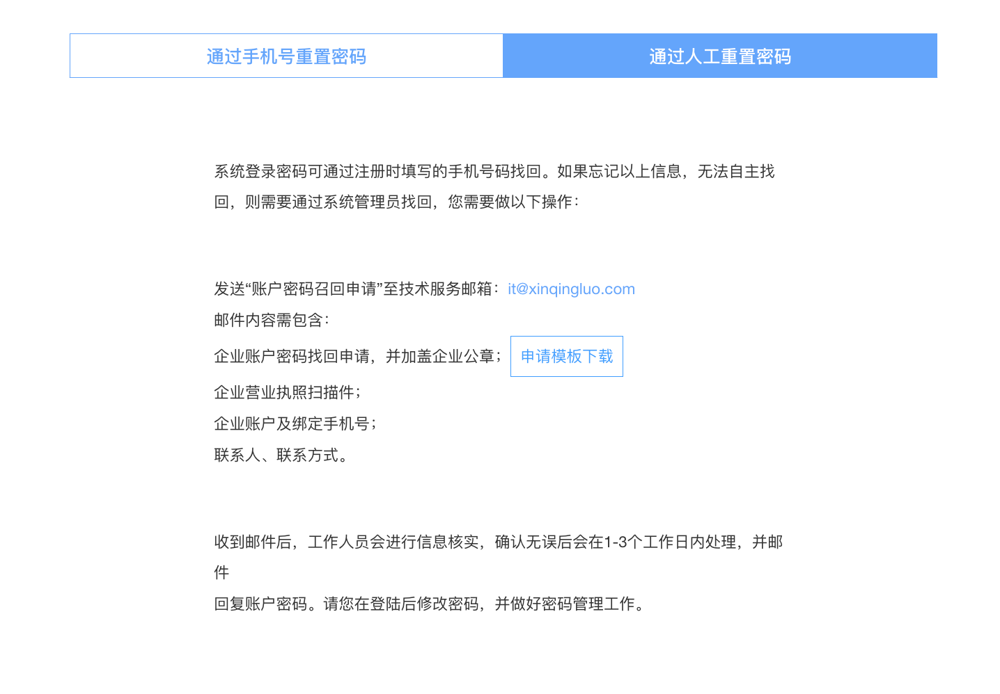 通过手机号重置密码
通过人工重置密码
系统登录密码可通过注册时填写的手机号码找回。如果忘记以上信息，无法自主找
回，则需要通过系统管理员找回，您需要做以下操作：
发送“账户密码召回申请”至技术服务邮箱：it@xinqingluo.com
邮件内容需包含：
企业账户密码找回申请，并加盖企业公章； 申请模板下载
企业营业执照扫描件；
企业账户及绑定手机号；
联系人、联系方式。
收到邮件后，工作人员会进行信息核实，确认无误后会在1-3个工作日内处理，并邮
件
回复账户密码。请您在登陆后修改密码，并做好密码管理工作。